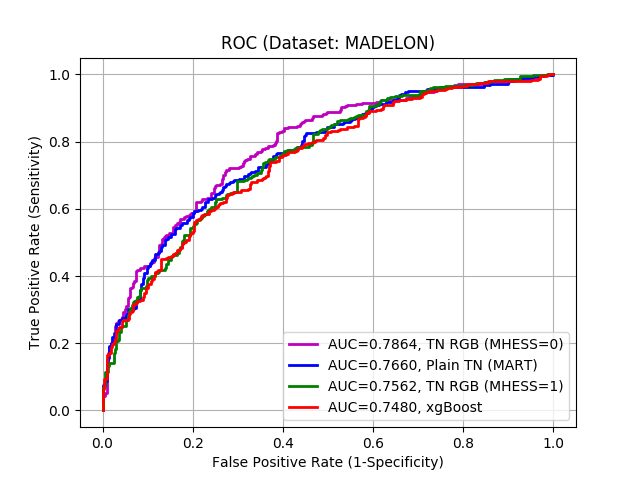 ROC (Dataset: MADELON)
True Positive Rate (Sensitivity)
1.0
0.8
0.6
0.4
0.2
0.0
AUC=0.7864, TN RGB (MHESS=0)
AUC=0.7660, Plain TN (MART)
AUC=0.7562, TN RGB (MHESS=1)
AUC=0.7480, xgBoost
0.0 0.2 0.4 0.6 0.8 1.0
False Positive Rate (1-Specificity)